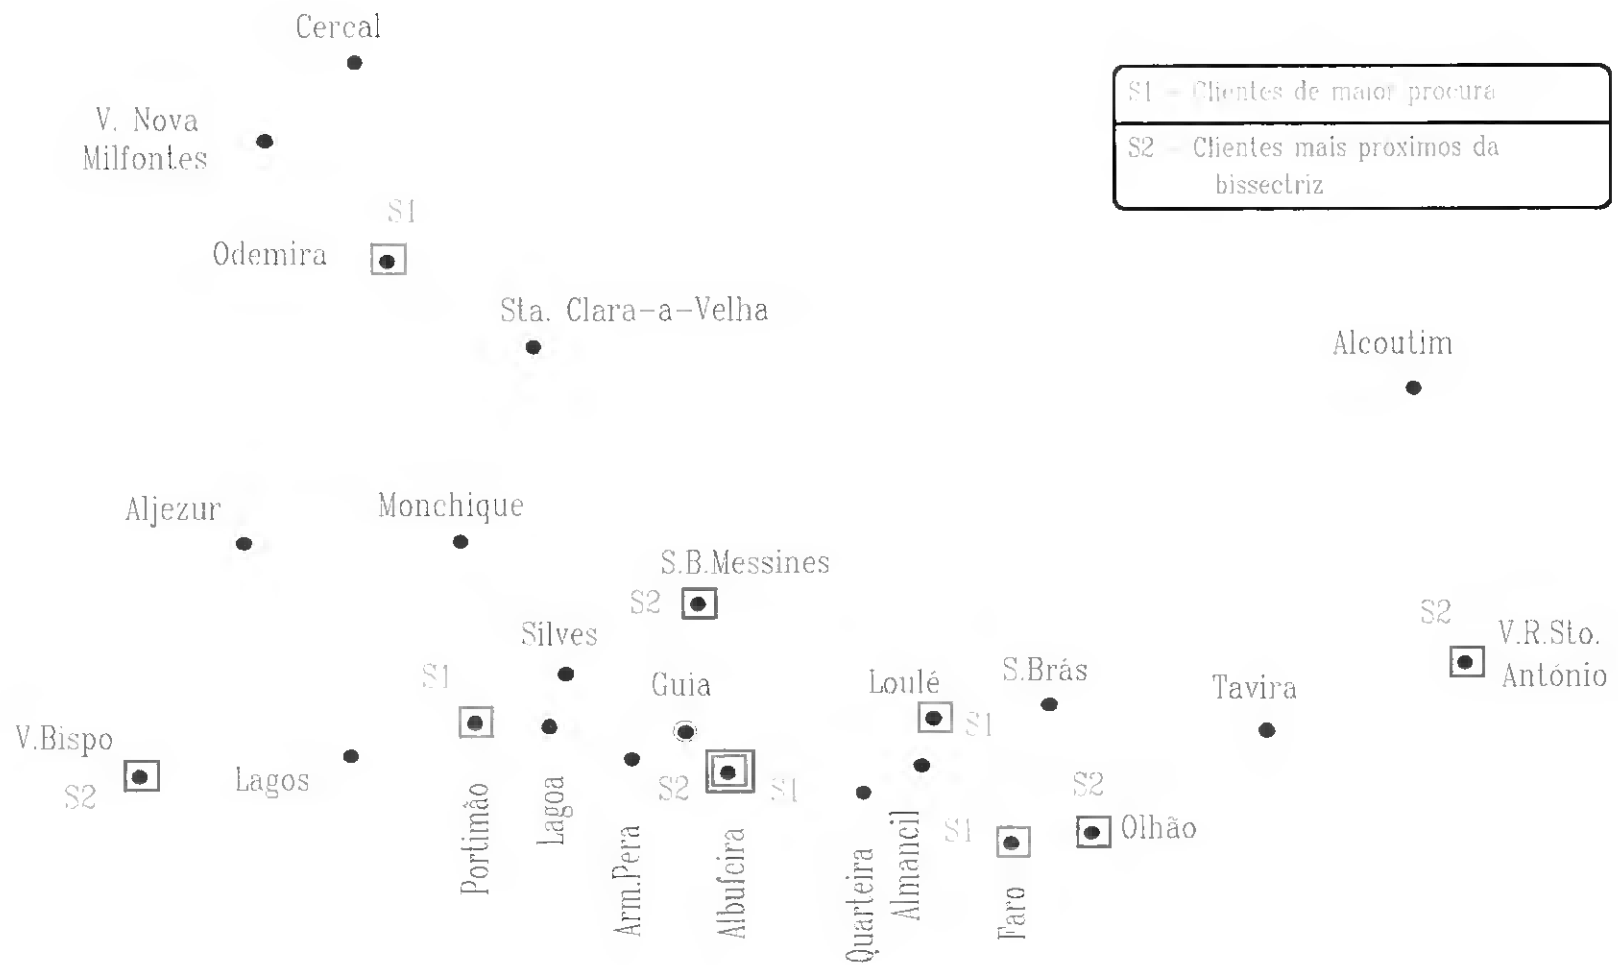 Cercal
S1 - Clientes de maior procura
V. Nova
Milfontes
S2 - Clientes mais proximos da
bissectriz
S1
Odemira
Sta. Clara-a-Velha
Alcoutim
Aljezur
Monchique
S.B.Messines
S2
S2
V.R.Sto.
António
Silves
S1
Guia
Loulé
S1
S.Brás
Tavira
V.Bispo
S2
Lagos
Portimão
Lagoa
Arm.Pera
S2
S1
Albufeira
Quarteira
Almancil
S1
Faro
S2
Olhão